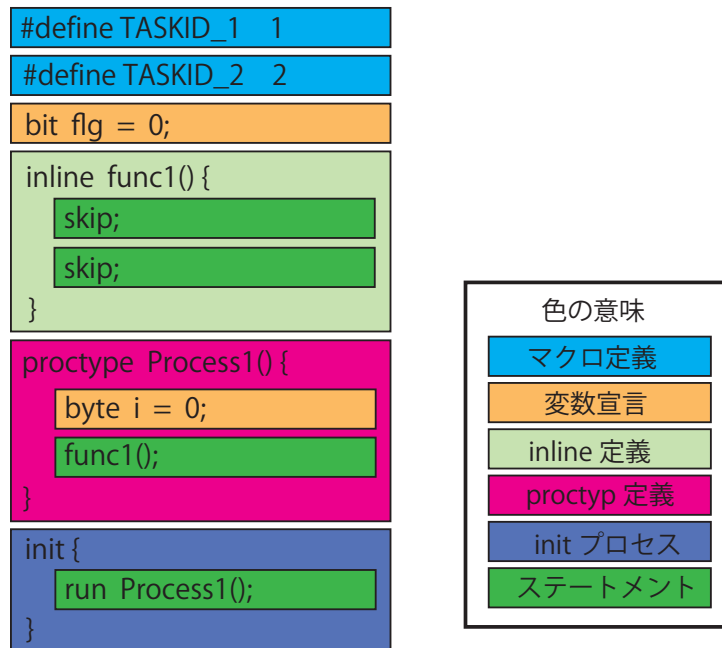 #define TASKID_1 1
#define TASKID_2 2
bit flg = 0;
inline func1() {
skip;
skip;
}
proctype Process1() {
byte i = 0;
func1();
}
init {
run Process1();
}
色の意味
マクロ定義
変数宣言
inline 定義
proctyp 定義
init プロセス
ステートメント